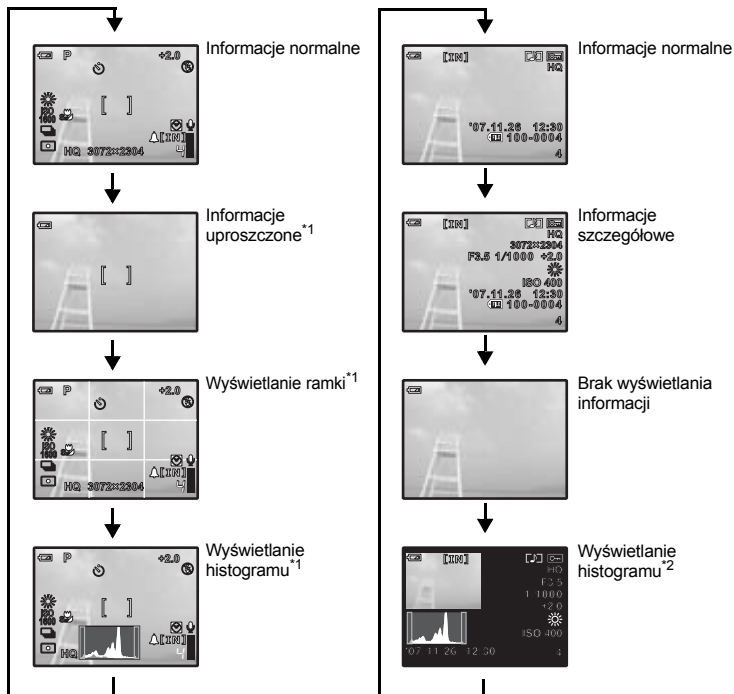 P +2.0
Informacje normalne
ISO
1600
[IN]
HQ 3072×2304 4
Informacje
uproszczone*1
P +2.0
Wyświetlanie ramki*1
ISO
1600
[IN]
HQ 3072×2304 4
P +2.0
Wyświetlanie
histogramu*1
ISO
1600
[IN]
HQ 4
[IN]
HQ
Informacje normalne
'07.11.26 12:30
100-0004
4
[IN]
HQ
Informacje
szczegółowe
3072×2304
F3.5 1/1000 +2.0
ISO 400
'07.11.26 12:30
100-0004
4
Brak wyświetlania
informacji
[IN]
HQ
Wyświetlanie
histogramu*2
F3.5
1 1000
+2.0
ISO 400
'07.11.26 12:30 4